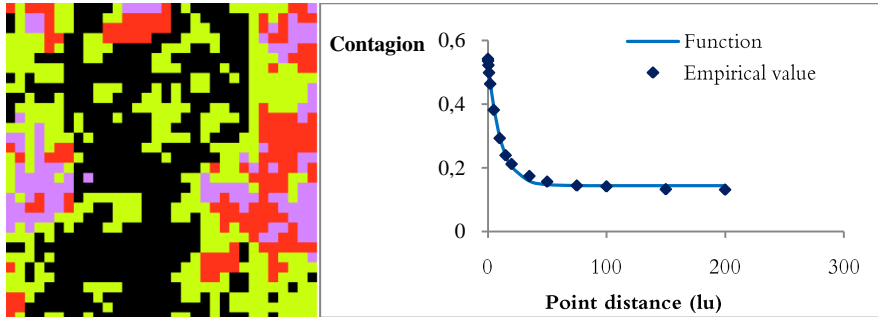 Contagion
0,6
0,4
0,2
0
0
100
200
300
Point distance (lu)
Function
Empirical value